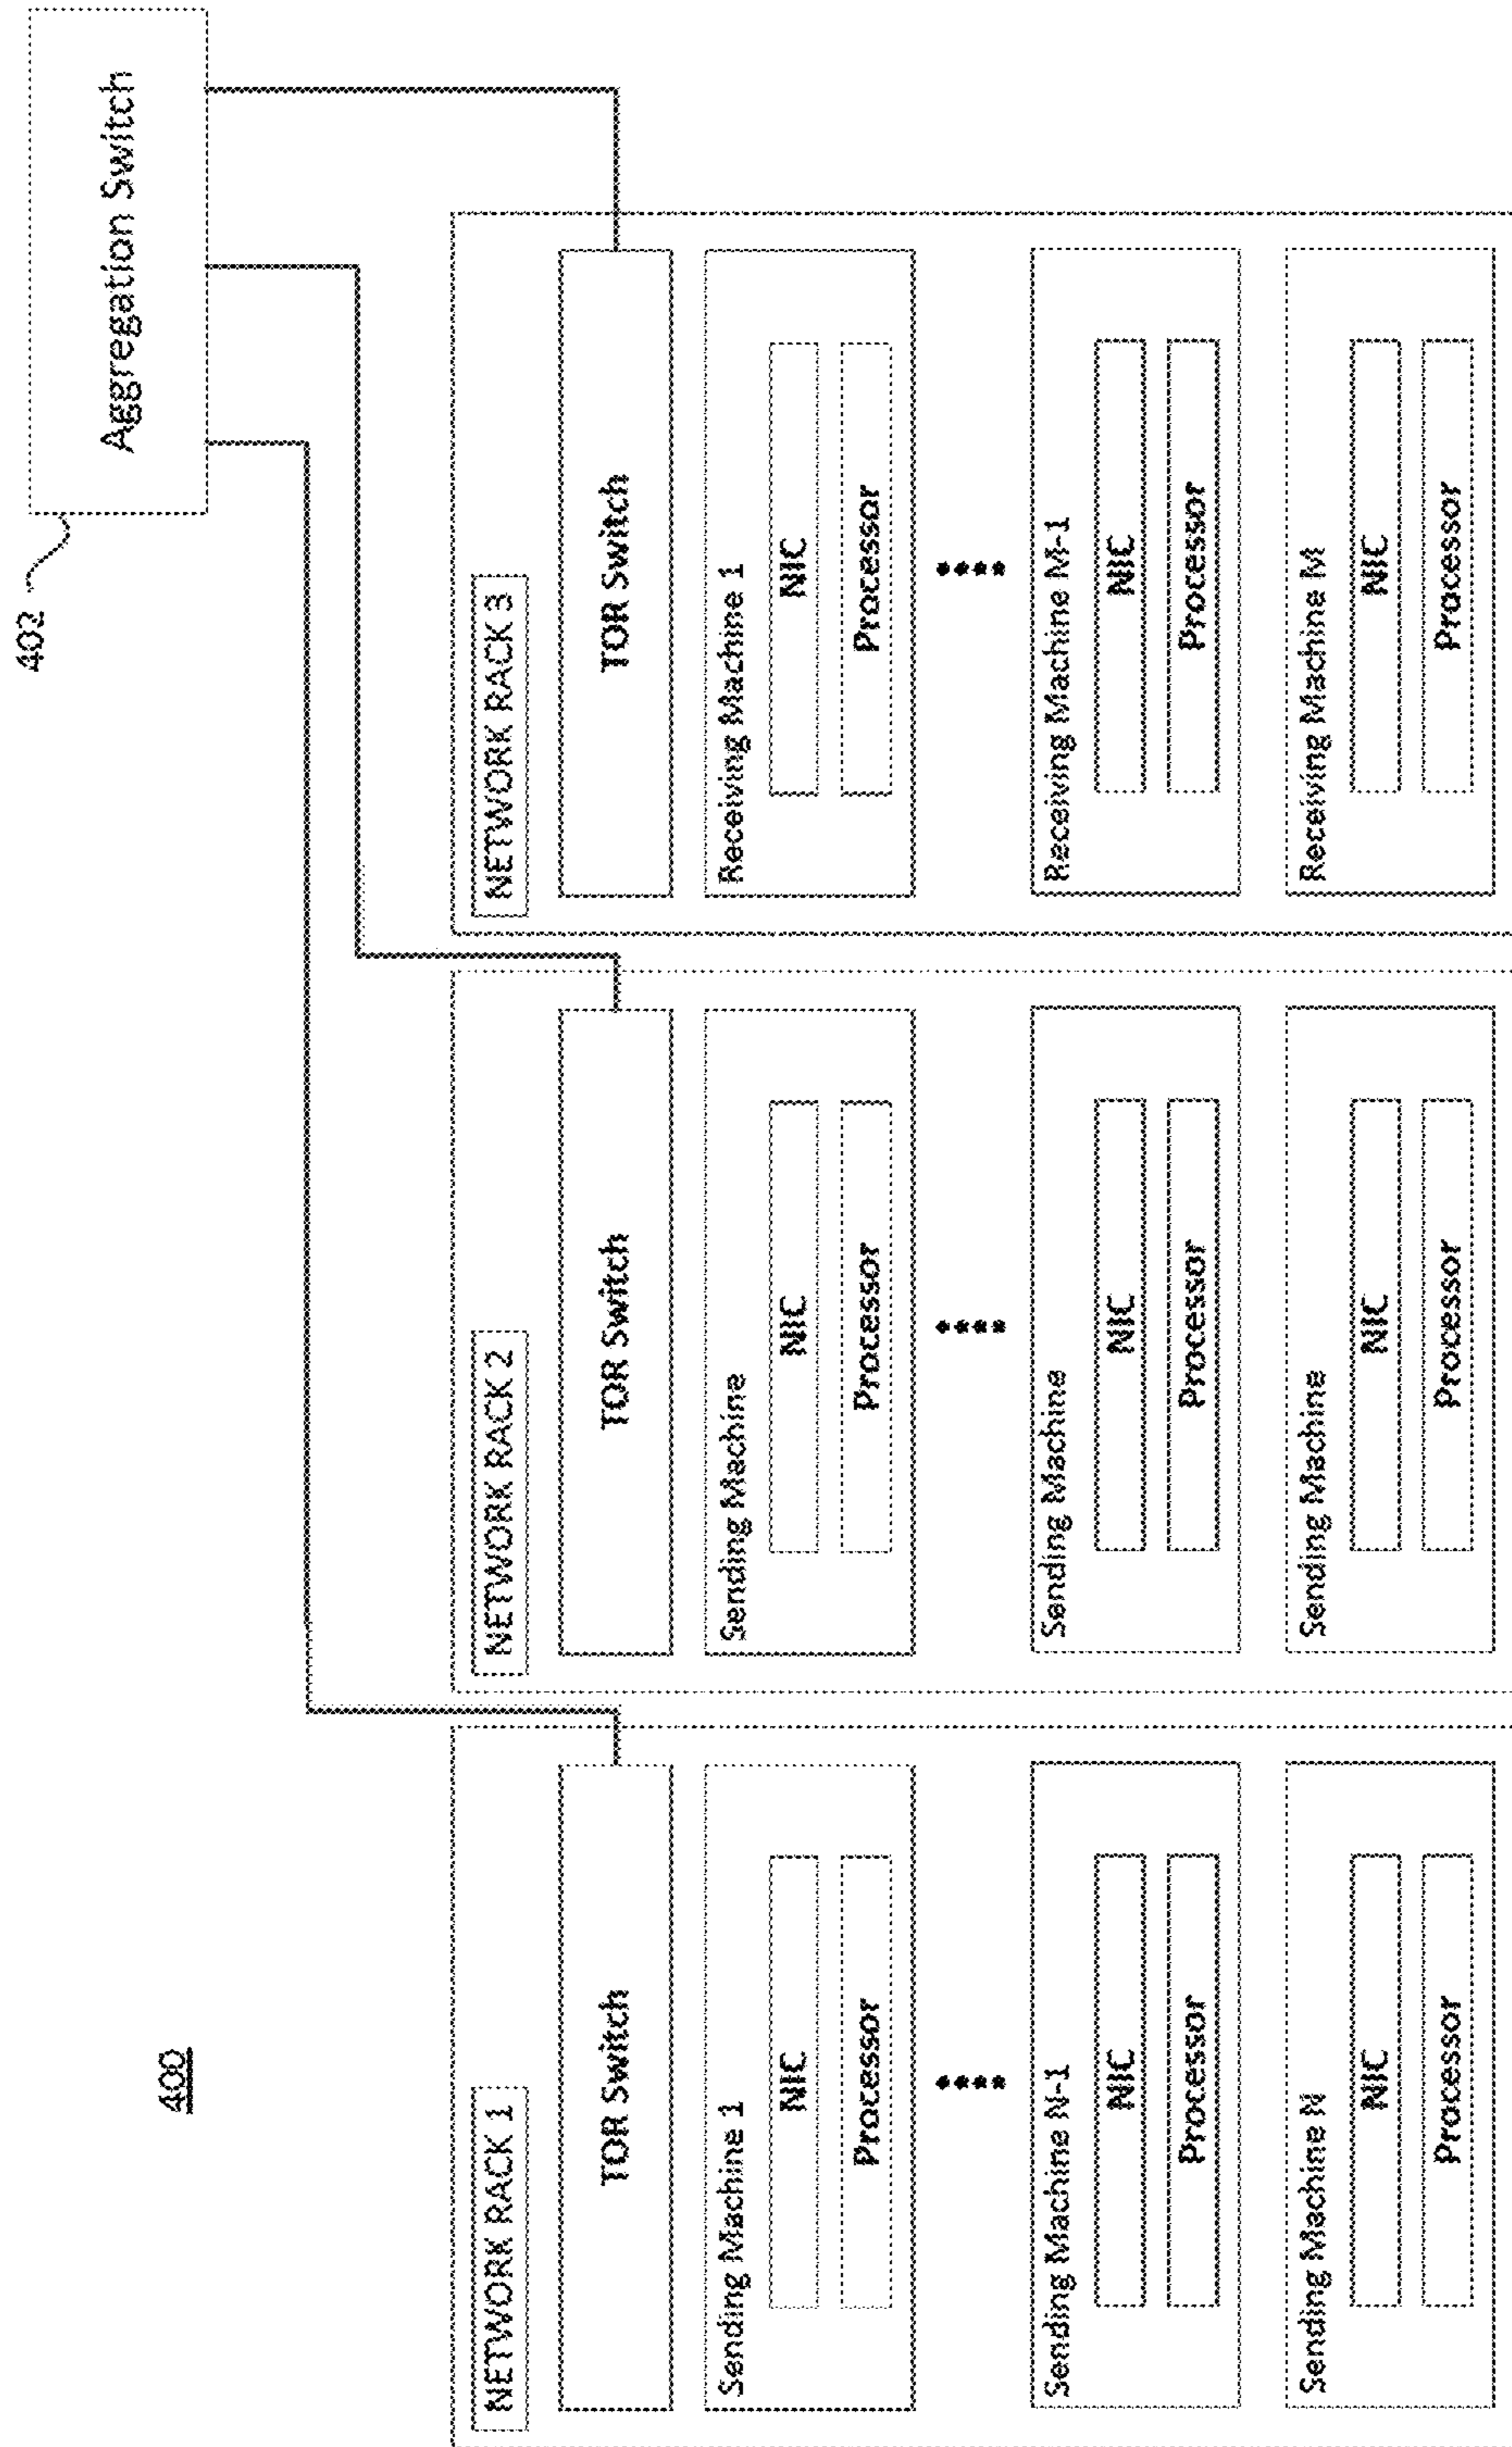 400
402
Aggregation Switch
NETWORK RACK 1
TOR Switch
Sending Machine 1
NIC
Processor
Sending Machine N-1
NIC
Processor
Sending Machine N
NIC
Processor
NETWORK RACK 2
TOR Switch
Sending Machine
NIC
Processor
Sending Machine
NIC
Processor
Sending Machine
NIC
Processor
NETWORK RACK 3
TOR Switch
Receiving Machine 1
NIC
Processor
Receiving Machine M-1
NIC
Processor
Receiving Machine M
NIC
Processor